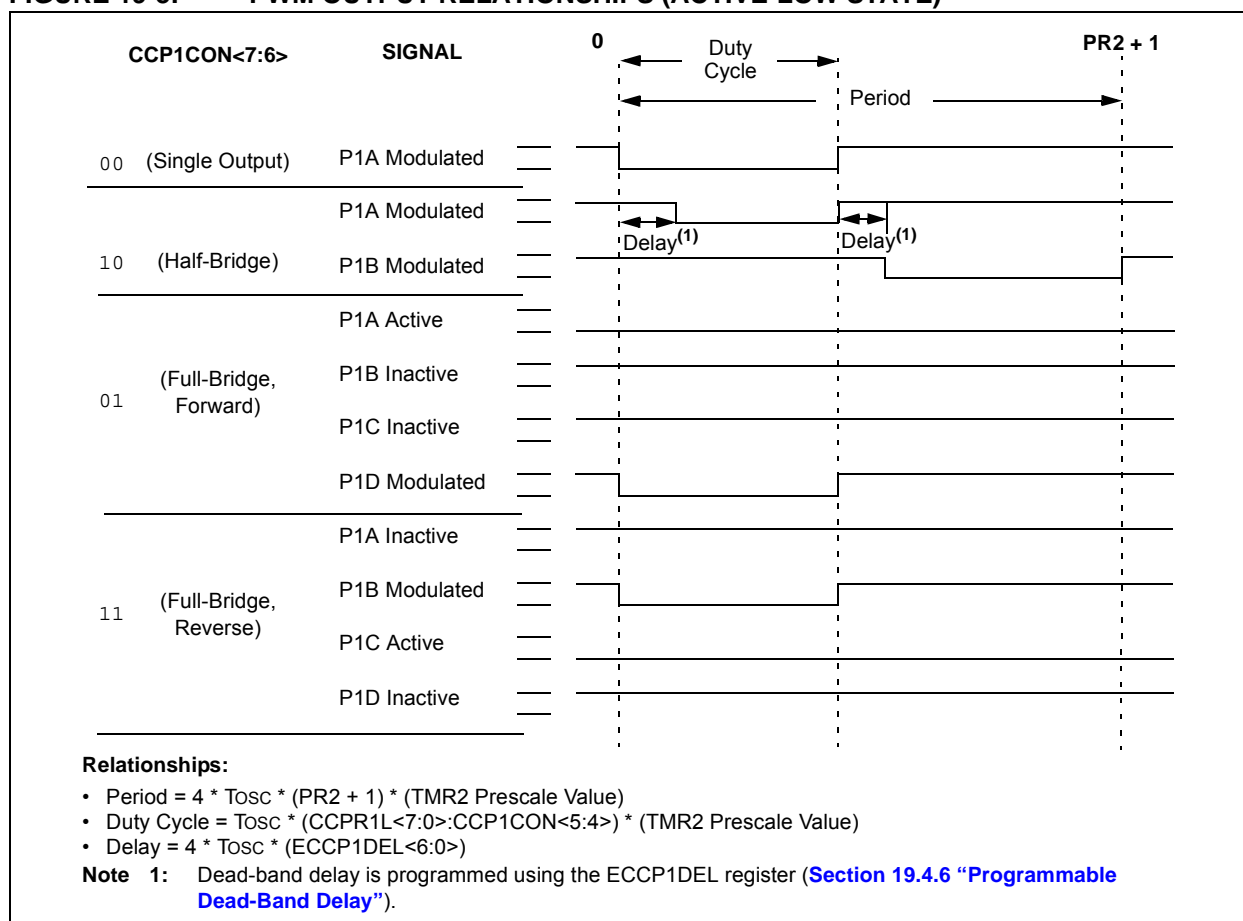 CCP1CON<7:6> SIGNAL 0 Duty Cycle PR2 + 1
Period
00 (Single Output) P1A Modulated
P1A Modulated
Delay(1) Delay(1)
10 (Half-Bridge) P1B Modulated
P1A Active
P1B Inactive
01 (Full-Bridge, Forward)
P1C Inactive
P1D Modulated
P1A Inactive
P1B Modulated
11 (Full-Bridge, Reverse)
P1C Active
P1D Inactive
Relationships:
• Period = 4 * TOSC * (PR2 + 1) * (TMR2 Prescale Value)
• Duty Cycle = TOSC * (CCPR1L<7:0>:CCP1CON<5:4>) * (TMR2 Prescale Value)
• Delay = 4 * TOSC * (ECCP1DEL<6:0>)
Note 1: Dead-band delay is programmed using the ECCP1DEL register (Section 19.4.6 “Programmable
Dead-Band Delay”).